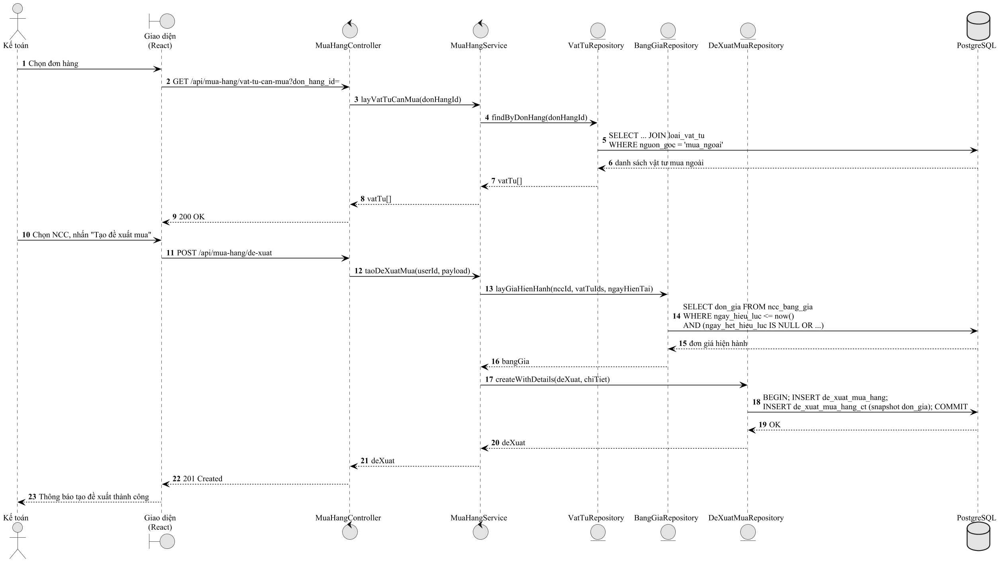 Kế toán
Giao diện
(React)
MuaHangController
MuaHangService
VatTuRepository
BangGiaRepository
DeXuatMuaRepository
PostgreSQL
1 Chọn đơn hàng
2 GET /api/mua-hang/vat-tu-can-mua?don_hang_id=
3 layVatTuCanMua(donHangId)
4 findByDonHang(donHangId)
5 SELECT ... JOIN loai_vat_tu
WHERE nguon_goc = 'mua_ngoai'
6 danh sách vật tư mua ngoài
7 vatTu[]
8 vatTu[]
9 200 OK
10 Chọn NCC, nhấn "Tạo đề xuất mua"
11 POST /api/mua-hang/de-xuat
12 taoDeXuatMua(userId, payload)
13 layGiaHienHanh(nccId, vatTuIds, ngayHienTai)
SELECT don_gia FROM ncc_bang_gia
14 WHERE ngay_hieu_luc <= now()
AND (ngay_het_hieu_luc IS NULL OR ...)
15 đơn giá hiện hành
16 bangGia
17 createWithDetails(deXuat, chiTiet)
18 BEGIN; INSERT de_xuat_mua_hang;
INSERT de_xuat_mua_hang_ct (snapshot don_gia); COMMIT
19 OK
20 deXuat
21 deXuat
22 201 Created
23 Thông báo tạo đề xuất thành công
Kế toán
Giao diện
(React)
MuaHangController
MuaHangService
VatTuRepository
BangGiaRepository
DeXuatMuaRepository
PostgreSQL